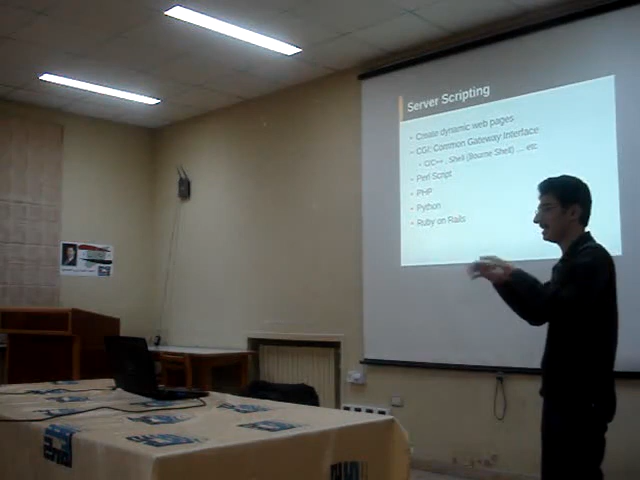 Server Scripting
Create dynamic web pages
CGI: Common Gateway Interface
C/C++ , Shell (Bourne Shell) ... etc
Perl Script
PHP
Python
Ruby on Rails